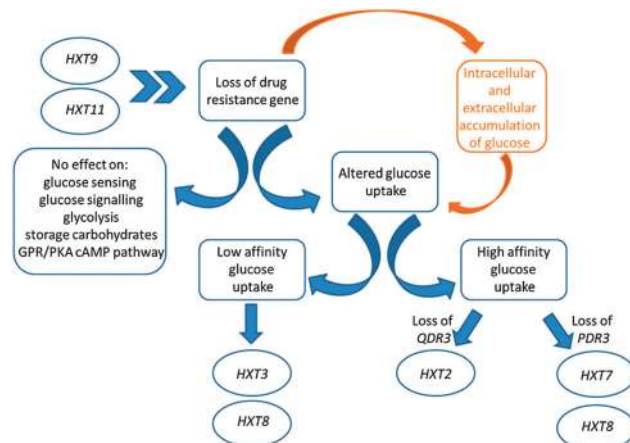 HXT9
HXT11
Loss of drug
resistance gene
Intracellular
and
extracellular
accumulation
of glucose
No effect on:
glucose sensing
glucose signalling
glycolysis
storage carbohydrates
GPR/PKA cAMP pathway
Altered glucose
uptake
Low affinity
glucose
uptake
High affinity
glucose
uptake
Loss of
QDR3
Loss of
PDR3
HXT3
HXT8
HXT2
HXT7
HXT8